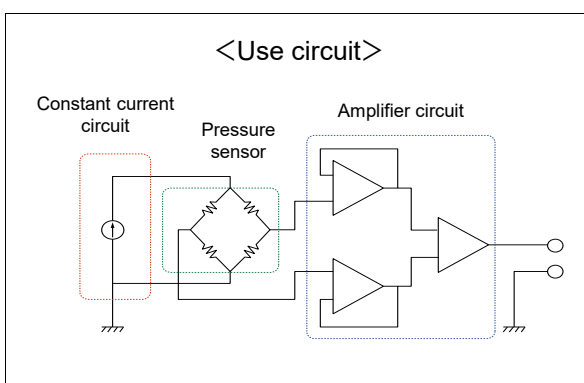 ＜Use circuit＞
Constant current
circuit
Pressure
sensor
Amplifier circuit